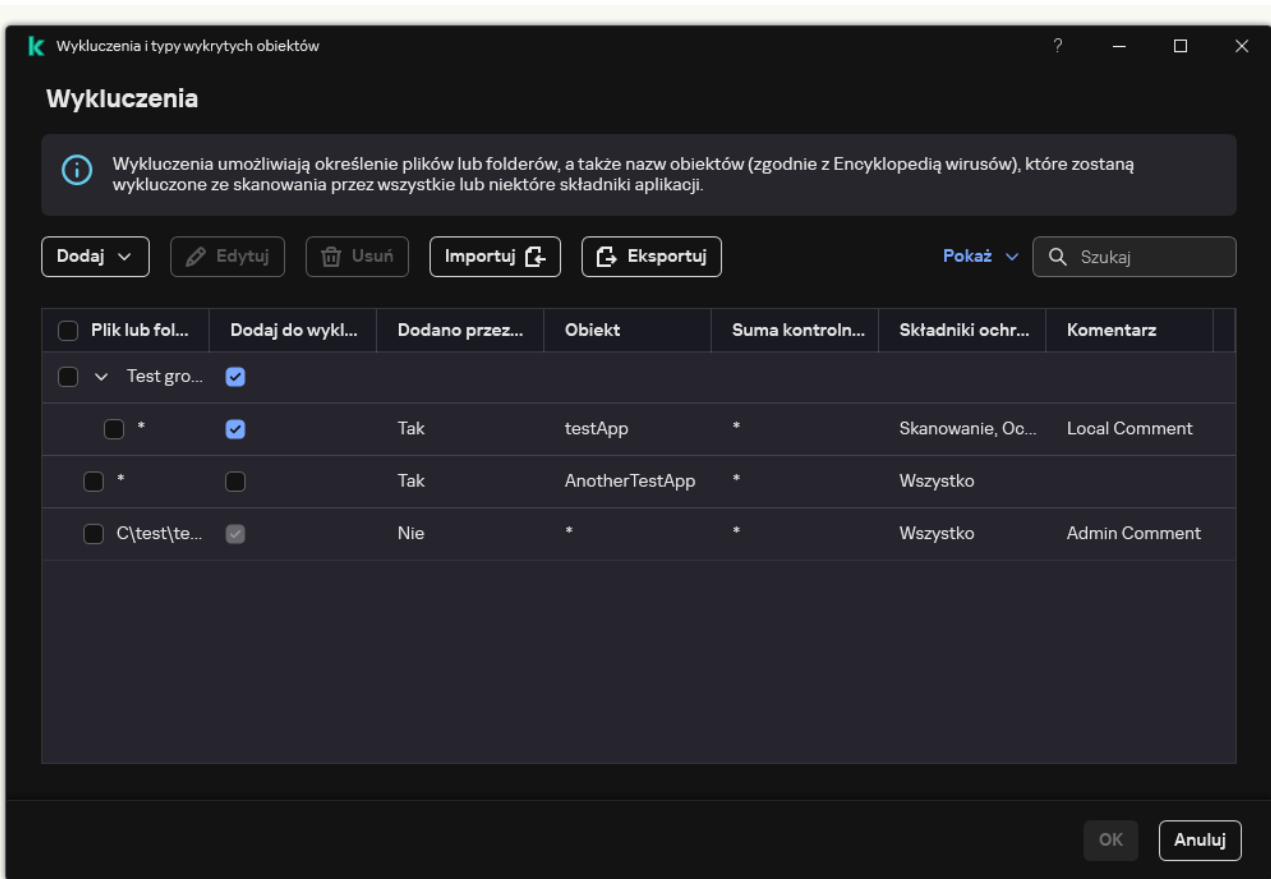 Wykluczenia i typy wykrytych obiektów ?
Wykluczenia
Wykluczenia umożliwiają określenie plików lub folderów, a także nazw obiektów (zgodnie z Encyklopedią wirusów), które zostaną
wykluczone ze skanowania przez wszystkie lub niektóre składniki aplikacji.
Dodaj Edytuj Usuń Importuj Eksportuj Pokaż Szukaj
Plik lub fol... Dodaj do wykl... Dodano przez... Obiekt Suma kontroln... Składniki ochr... Komentarz
Test gro...
* Tak testApp * Skanowanie, Oc... Local Comment
* Tak AnotherTestApp * Wszystko
C\test\te... Nie * * Wszystko Admin Comment
OK Anuluj